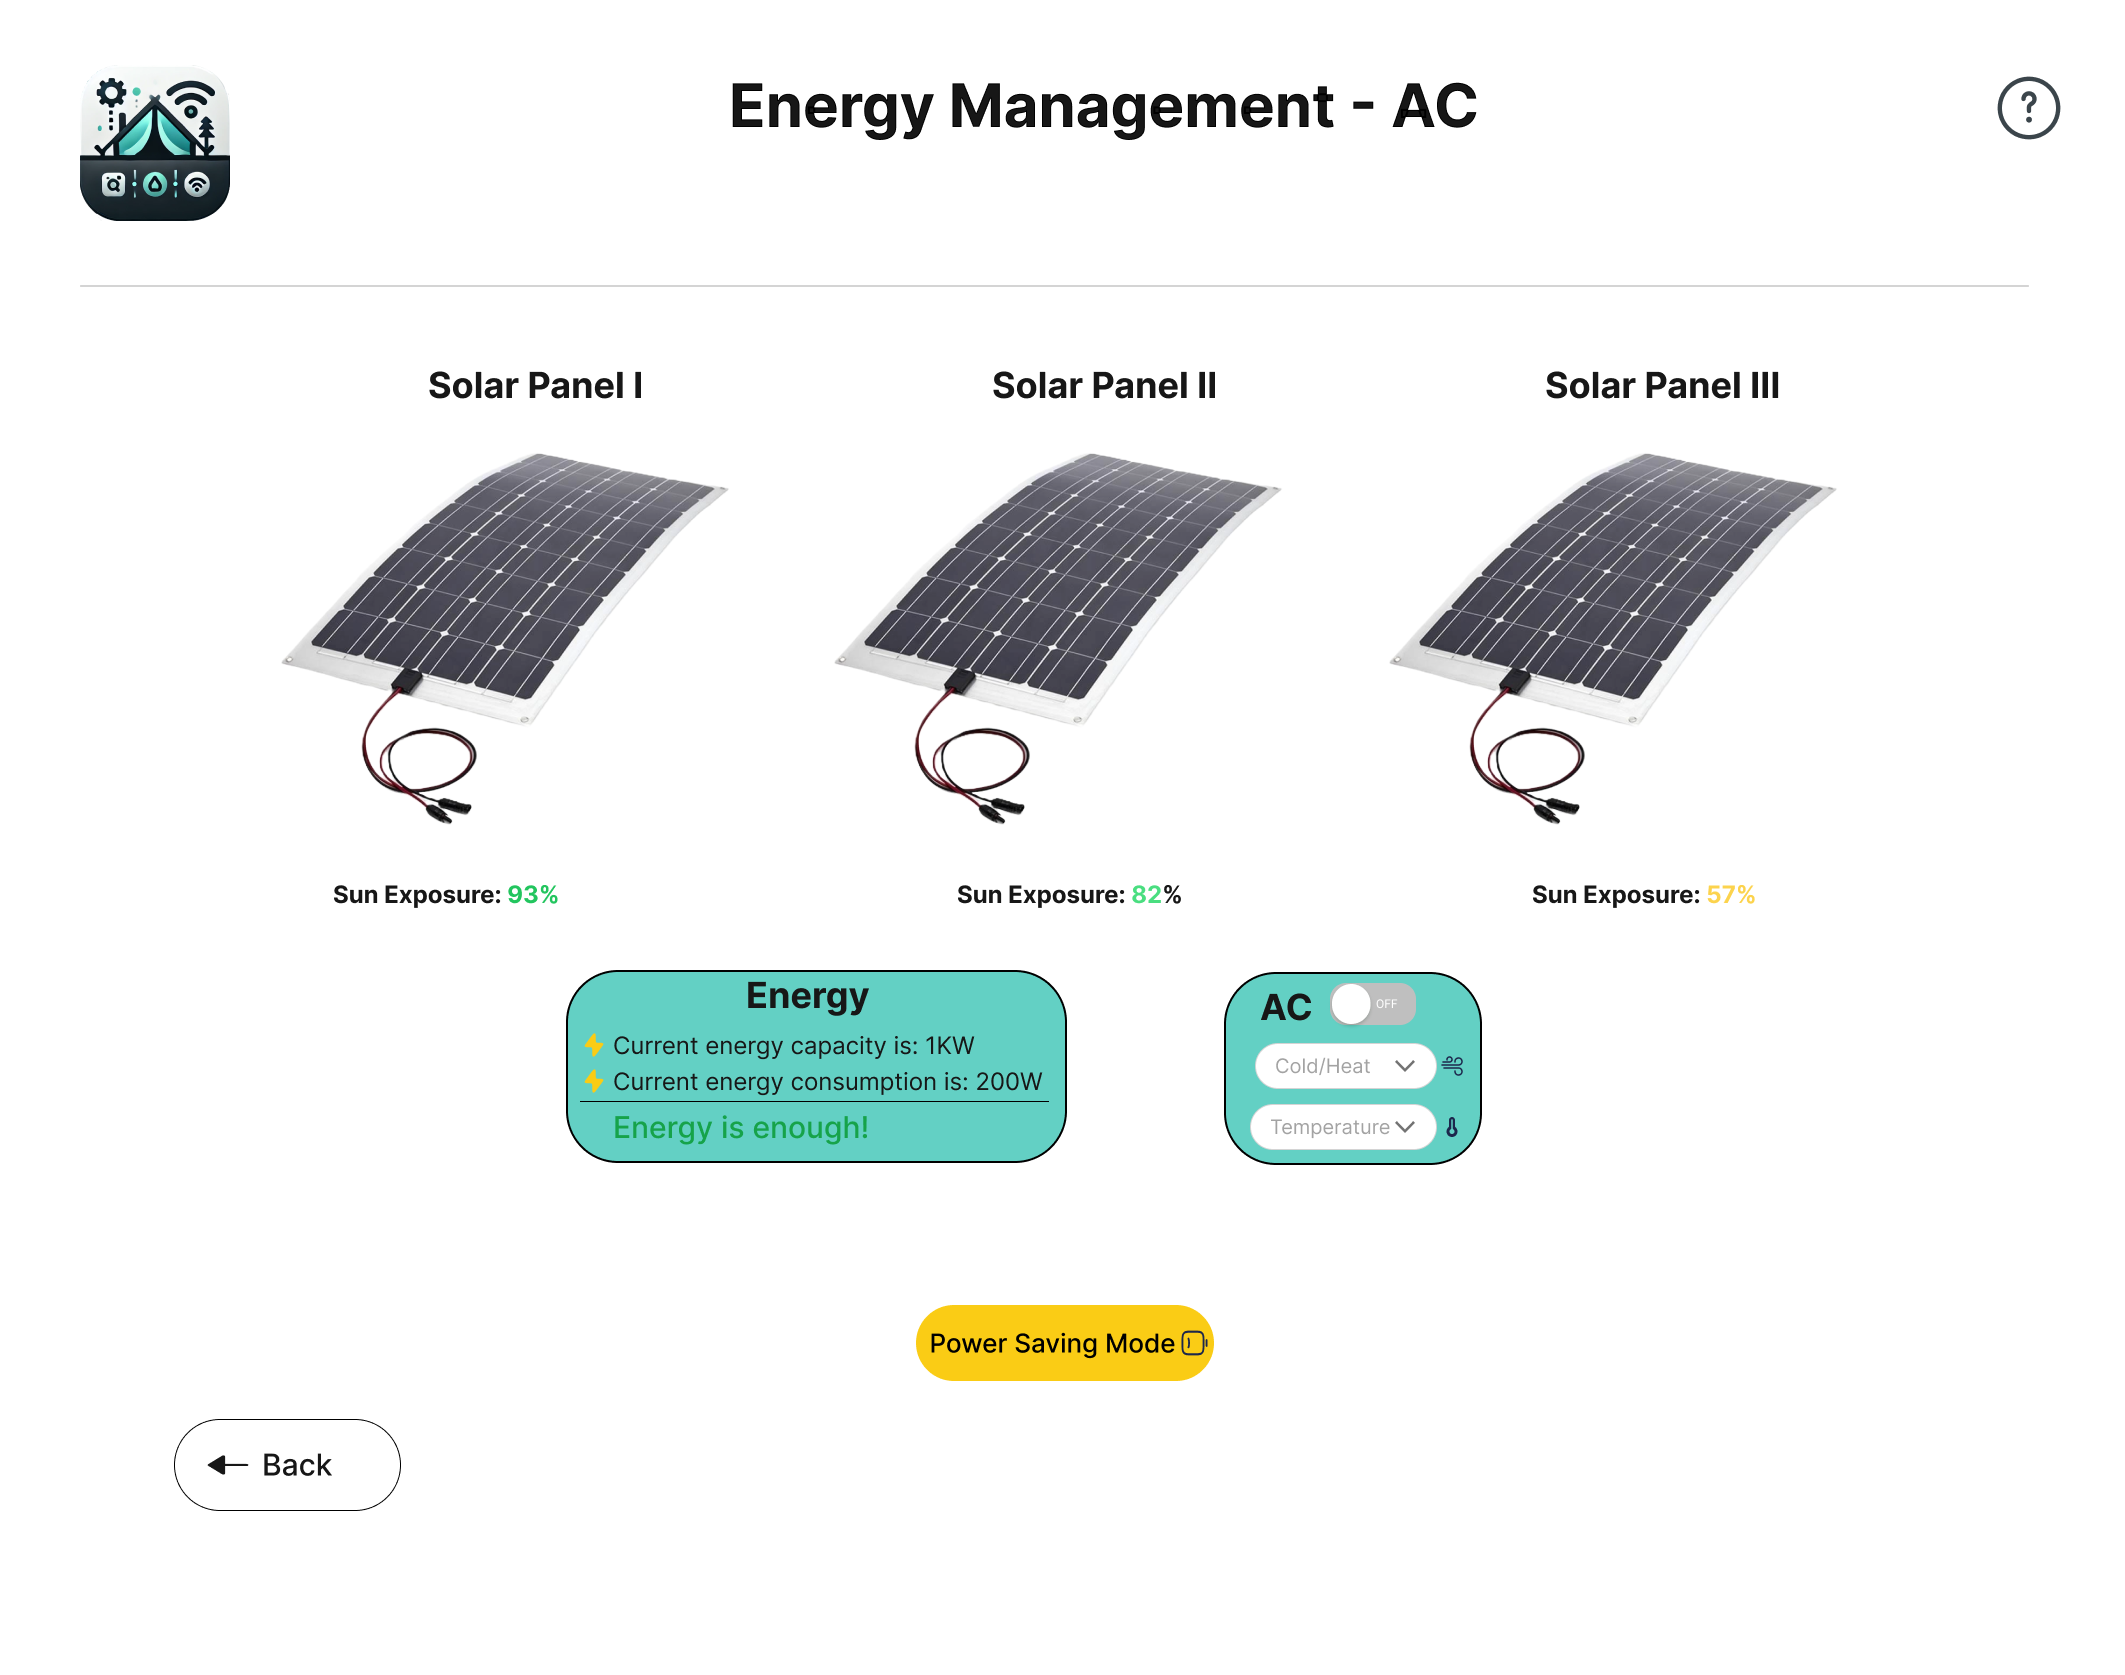 Energy Management - AC
?
Solar Panel I
Solar Panel II
Solar Panel III
Sun Exposure: 93%
Sun Exposure: 82%
Sun Exposure: 57%
Energy
Current energy capacity is: 1KW
Current energy consumption is: 200W
Energy is enough!
AC OFF
Cold/Heat
Temperature
Power Saving Mode
Back